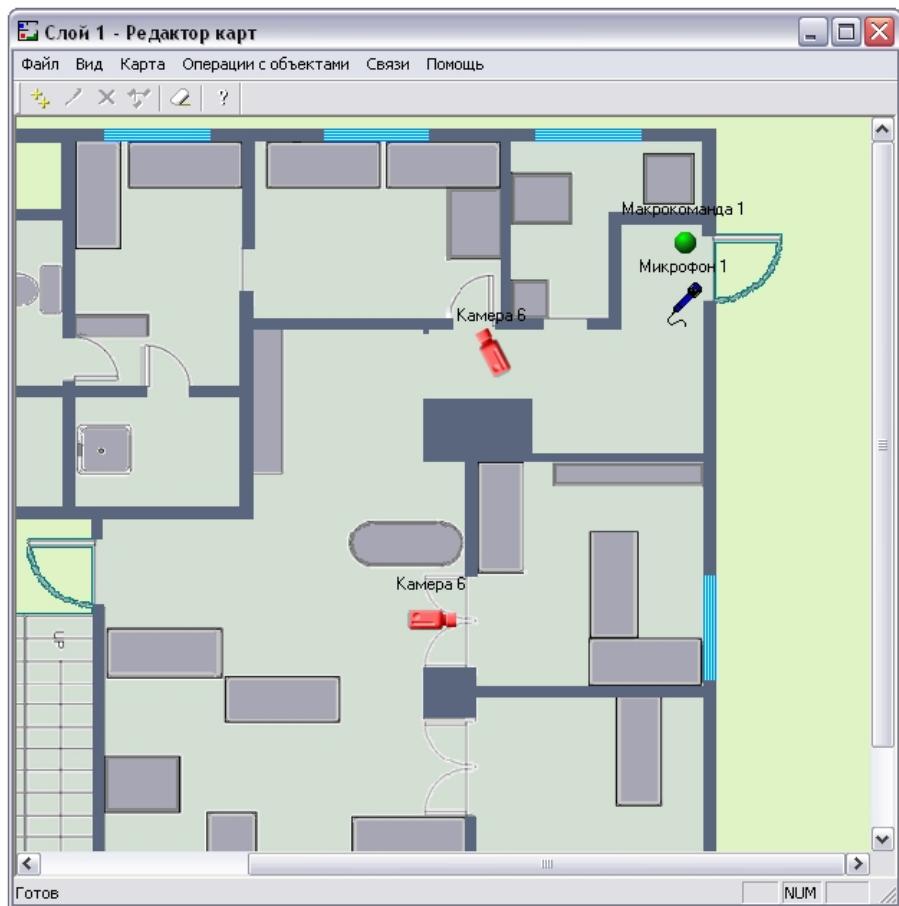 Слой 1 - Редактор карт
Файл Вид Карта Операции с объектами Связи Помощь
?
Макрокоманда 1
Микрофон 1
Камера 6
Камера 6
UP
Готов
NUM